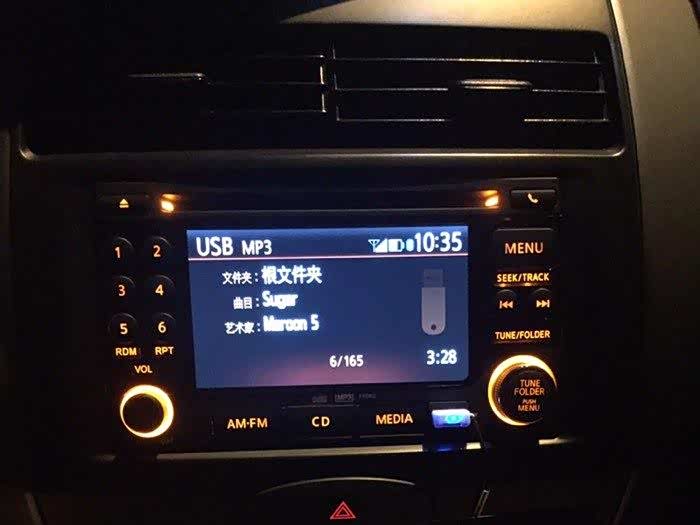 USB MP3 10:35
文件夹：根文件夹
曲目：Sugar
艺术家：Maroon 5
6/165 3:28
1 2
3 4
5 6
RDM RPT
VOL
MENU
SEEK/TRACK
TUNE/FOLDER
TUNE
FOLDER
PUSH
MENU
AM·FM CD MEDIA